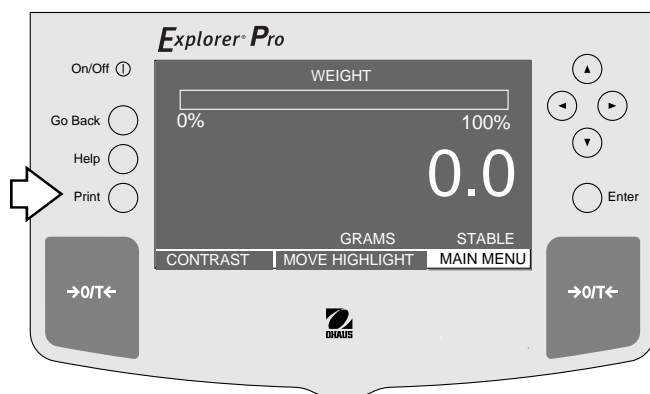 Explorer® Pro
On/Off
Go Back
Help
Print
WEIGHT
0% 100%
0.0
GRAMS STABLE
CONTRAST MOVE HIGHLIGHT MAIN MENU
Enter
→0/T←
→0/T←
OHAUS